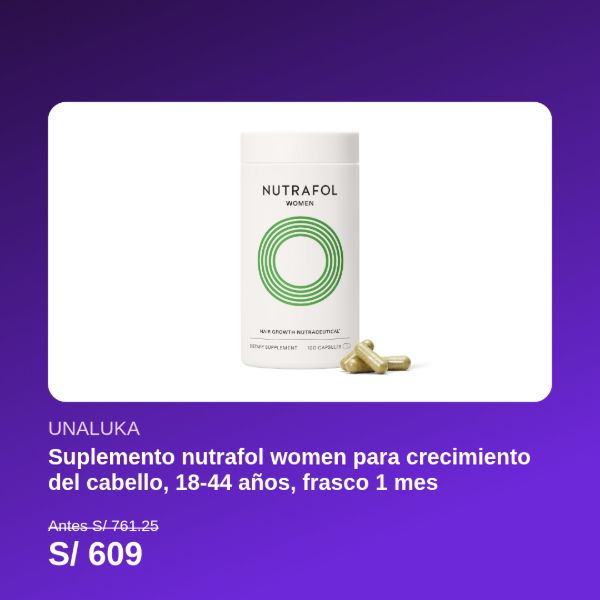 NUTRAFOL
WOMEN
HAIR GROWTH NUTRACEUTICAL
DIETARY SUPPLEMENT 120 CAPSULES
UNALUKA
Suplemento nutrafol women para crecimiento
del cabello, 18-44 años, frasco 1 mes
Antes S/ 761.25
S/ 609